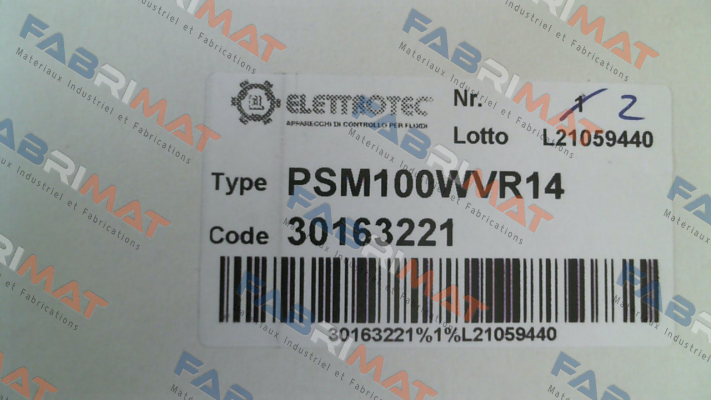 ELETTROTEC
APPARECCHI DI CONTROLLO PER FLUIDI
Nr. 1 2
Lotto L21059440
Type PSM100WVR14
Code 30163221
30163221%1%L21059440
FABRIMAT
Materiaux Industriel et Fabrications